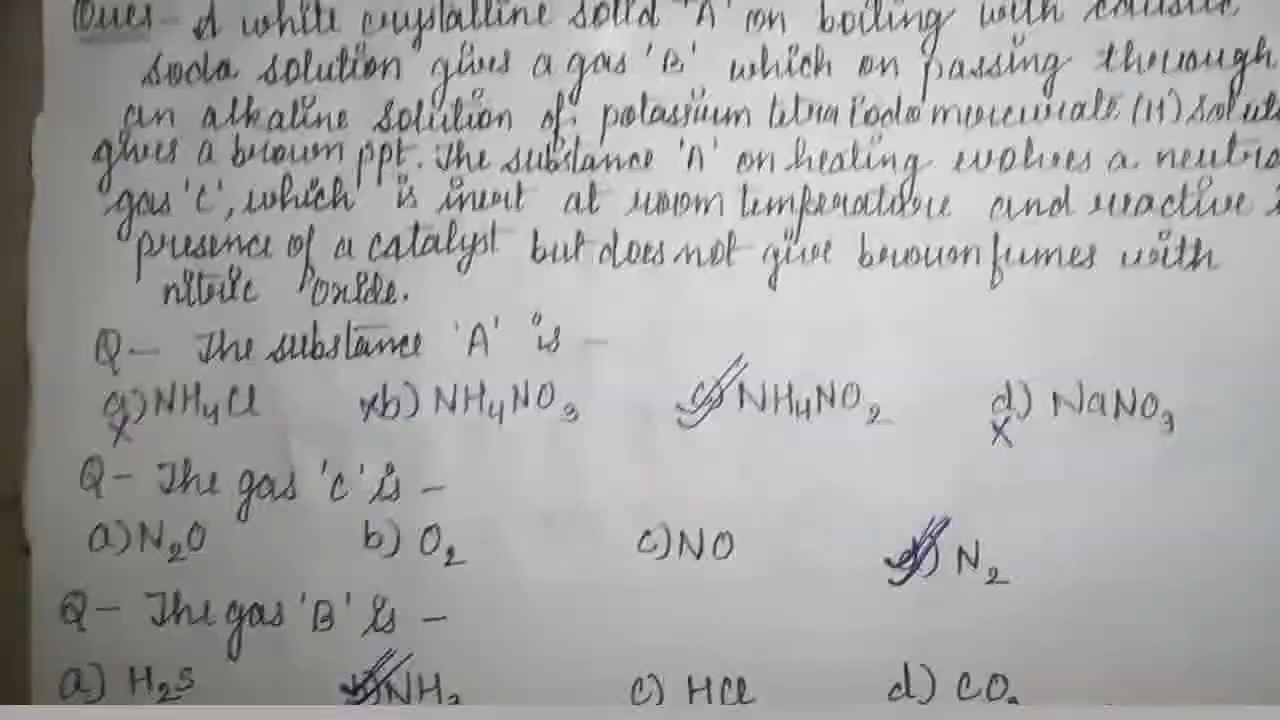 Ques - A white crystalline solid 'A' on boiling with caustic
soda solution gives a gas 'B' which on passing through
an alkaline solution of potassium tetraiodomercurate (II) solut
gives a brown ppt. The substance 'A' on heating evolves a neutra
gas 'C', which is inert at room temperature and reactive
presence of a catalyst but does not give brown fumes with
nitric oxide.
Q- The substance 'A' is -
a) NH4Cl xb) NH4NO3 c) NH4NO2 d) NaNO3
x x
Q- The gas 'C' is -
a) N2O b) O2 c) NO d) N2
Q- The gas 'B' is -
a) H2S b) NH3 c) HCl d) CO2